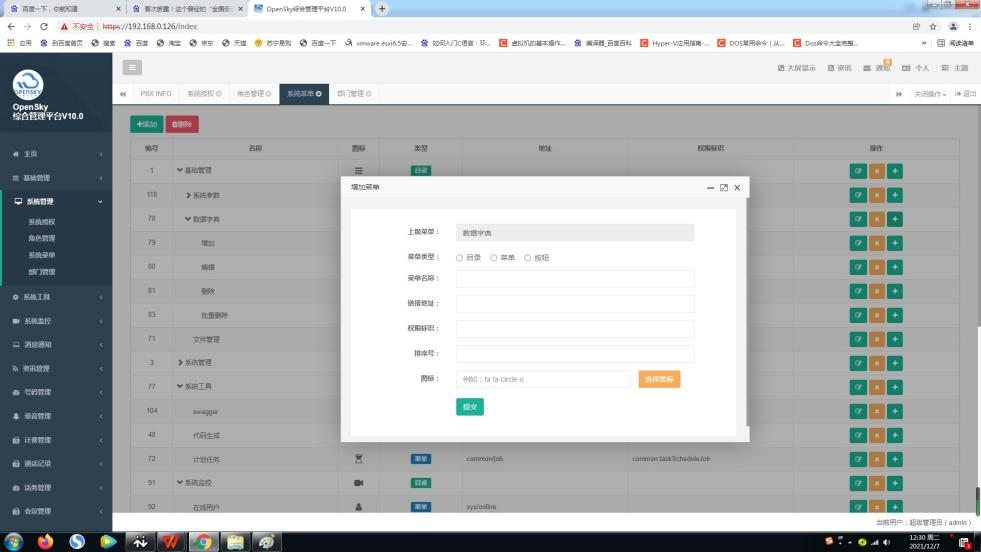 百度一下，你就知道
OpenSky综合管理平台V10.0
不安全 | https://192.168.0.126/index
应用 到百度首页 搜索 百度 淘宝 京东 天猫 苏宁易购 百度一下 vmware esxi6.5安... 如何入门C语言：环... 虚拟机的基本操作... 编译器_百度百科 Hyper-V应用指南-... DOS常用命令（从... Dos命令大全完整... » 阅读清单
OpenSky
综合管理平台V10.0
大屏显示 资讯 通知 个人 主题
PBX INFO 系统授权 角色管理 系统菜单 部门管理 关闭操作 退出
主页
基础管理
系统管理
系统授权
角色管理
系统菜单
部门管理
系统工具
系统监控
消息通知
资讯管理
号码管理
录音管理
计费管理
通话记录
话务管理
会议管理
添加 删除
编号 名称 图标 类型 地址 权限标识 操作
1 基础管理 目录
118 系统参数
78 数据字典
79 增加
80 编辑
81 删除
83 批量删除
71 文件管理
3 系统管理
77 系统工具
104 swagger
48 代码生成
72 计划任务 菜单 common/job common:taskScheduleJob
91 系统监控 目录
92 在线用户 菜单 sys/online
增加菜单
上级菜单： 数据字典
菜单类型： 目录 菜单 按钮
菜单名称：
链接地址：
权限标识：
排序号：
图标： 例如：fa fa-circle-o 选择图标
提交
当前用户：超级管理员（admin）
12:30 周二
2021/12/7